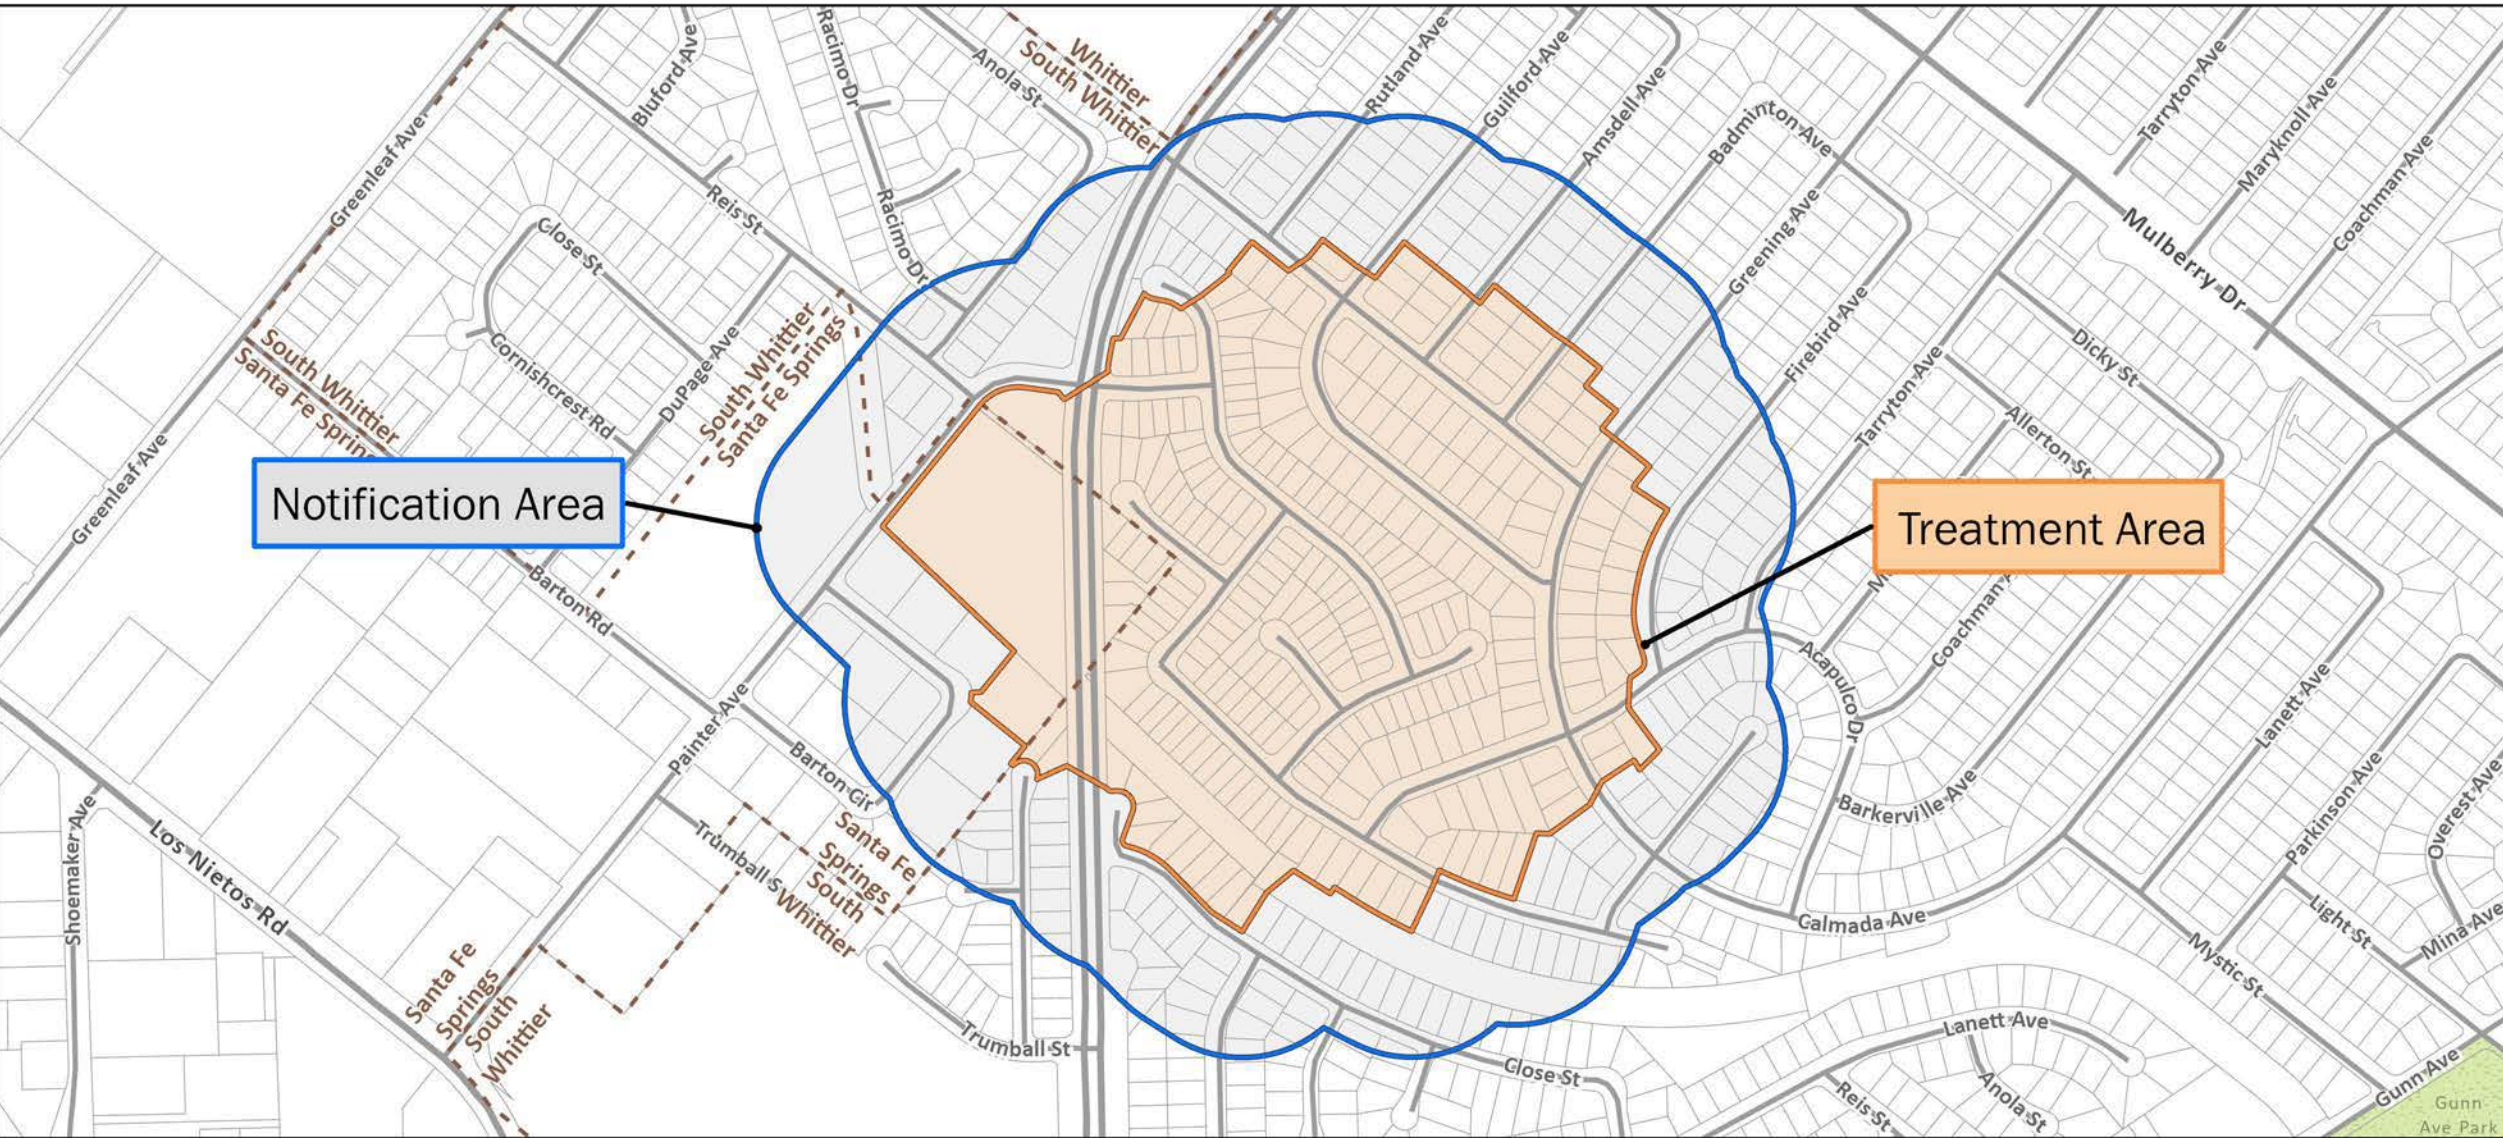 Whittier
South Whittier
Racimo Dr
Bluford Ave
Anola St
Rutland Ave
Guilford Ave
Amsdell Ave
Badminton Ave
Tarryton Ave
Maryknoll Ave
Coachman Ave
Greenleaf Ave
Reis St
Racimo Dr
Close St
Greening Ave
Mulberry Dr
Firebird Ave
Dicky St
South Whittier
Santa Fe Springs
South Whittier
DuPage Ave
Cornishcrest Rd
Tarryton Ave
Allerton St
Greenleaf Ave
Notification Area
Treatment Area
Barton Rd
Acapulco Dr
Lanett Ave
Painter Ave
Barton Cir
Barkerville Ave
Parkinson Ave
Overest Ave
Shoemaker Ave
Los Nietos Rd
Santa Fe
Springs
South
Whittier
Calmada Ave
Light St
Mina Ave
Mystic St
Santa Fe
Springs
South
Whittier
Trumball St
Close St
Lanett Ave
Reis St
Anola St
Gunn Ave
Gunn
Ave Park